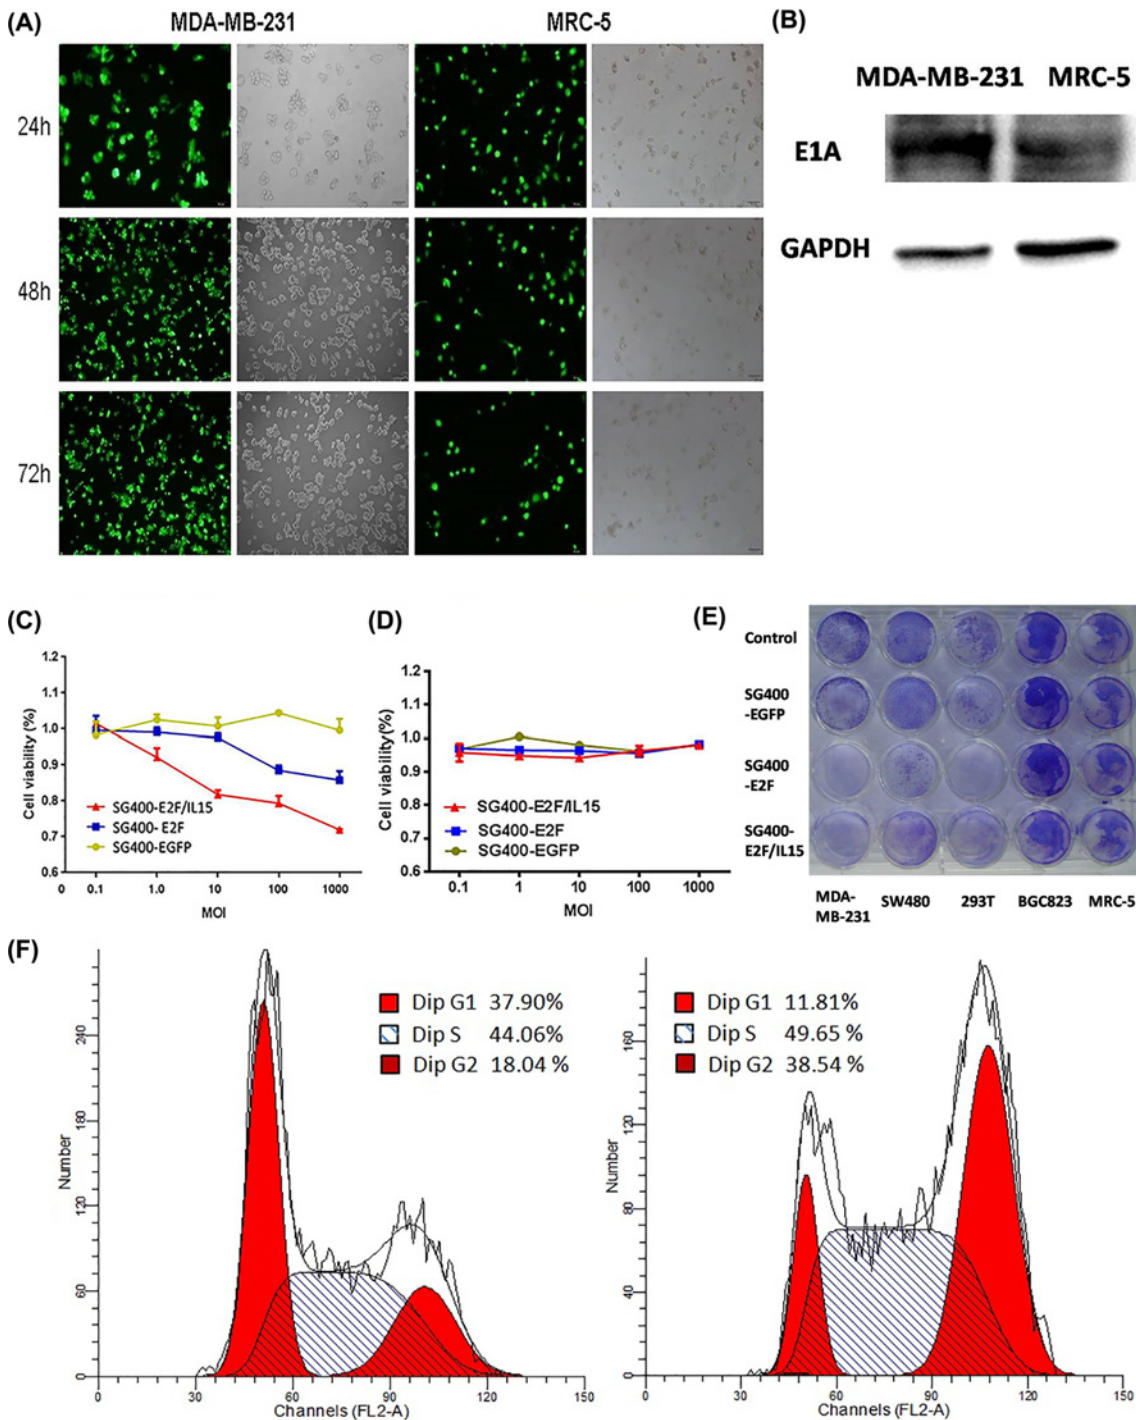 (A)
MDA-MB-231
MRC-5
24h
48h
72h
(B)
MDA-MB-231 MRC-5
E1A
GAPDH
(C)
Cell viability (%)
1.2
1.1
1.0
0.9
0.8
0.7
0.6
SG400-E2F/IL15
SG400- E2F
SG400-EGFP
0 0.1 1.0 10 100 1000
MOI
(D)
Cell viability (%)
1.2
1.1
1.0
0.9
0.8
0.7
0.6
SG400-E2F/IL15
SG400-E2F
SG400-EGFP
0.1 1 10 100 1000
MOI
(E)
Control
SG400
-EGFP
SG400
-E2F
SG400-
E2F/IL15
MDA-
MB-231
SW480
293T
BGC823
MRC-5
(F)
Number
240
180
120
60
0
Dip G1 37.90%
Dip S 44.06%
Dip G2 18.04 %
0 60 90 120 150
Channels (FL2-A)
Number
160
120
80
40
0
Dip G1 11.81%
Dip S 49.65 %
Dip G2 38.54 %
0 30 60 90 120 150
Channels (FL2-A)